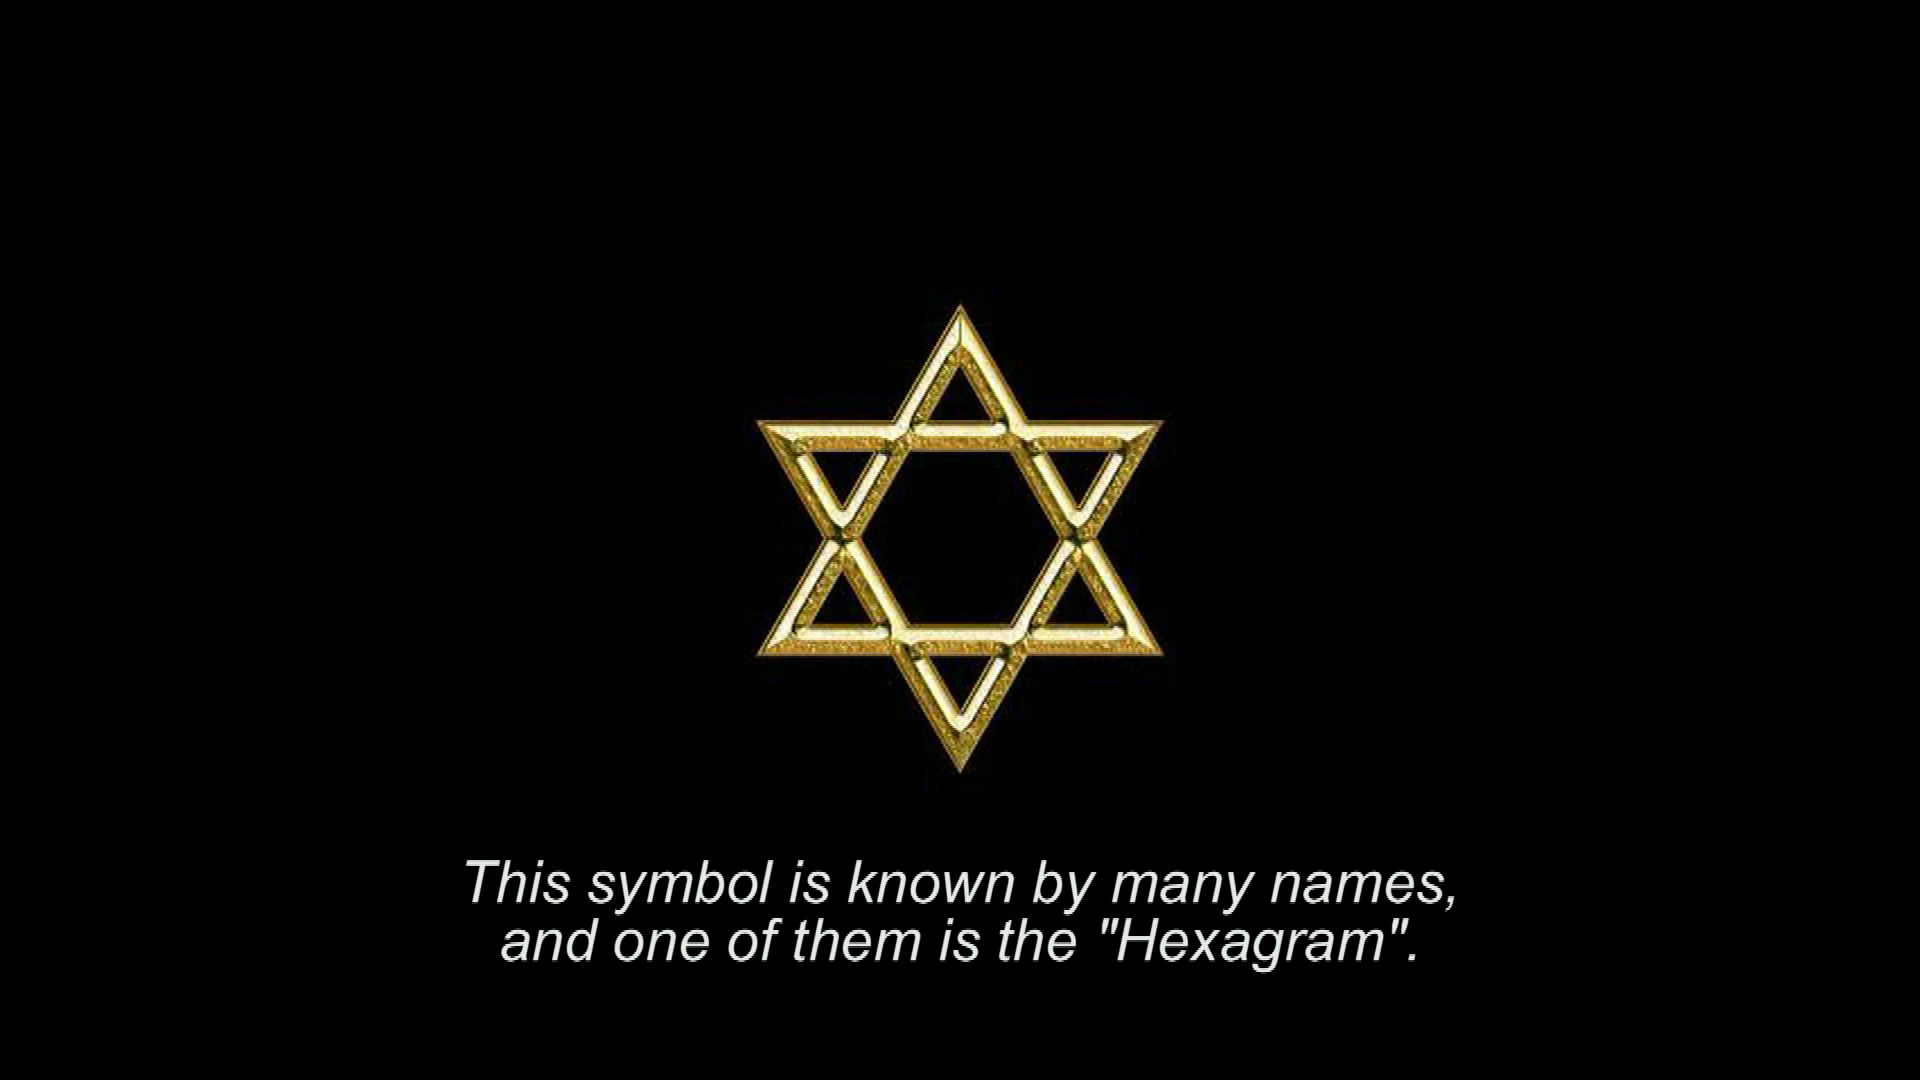 This symbol is known by many names,
and one of them is the "Hexagram".